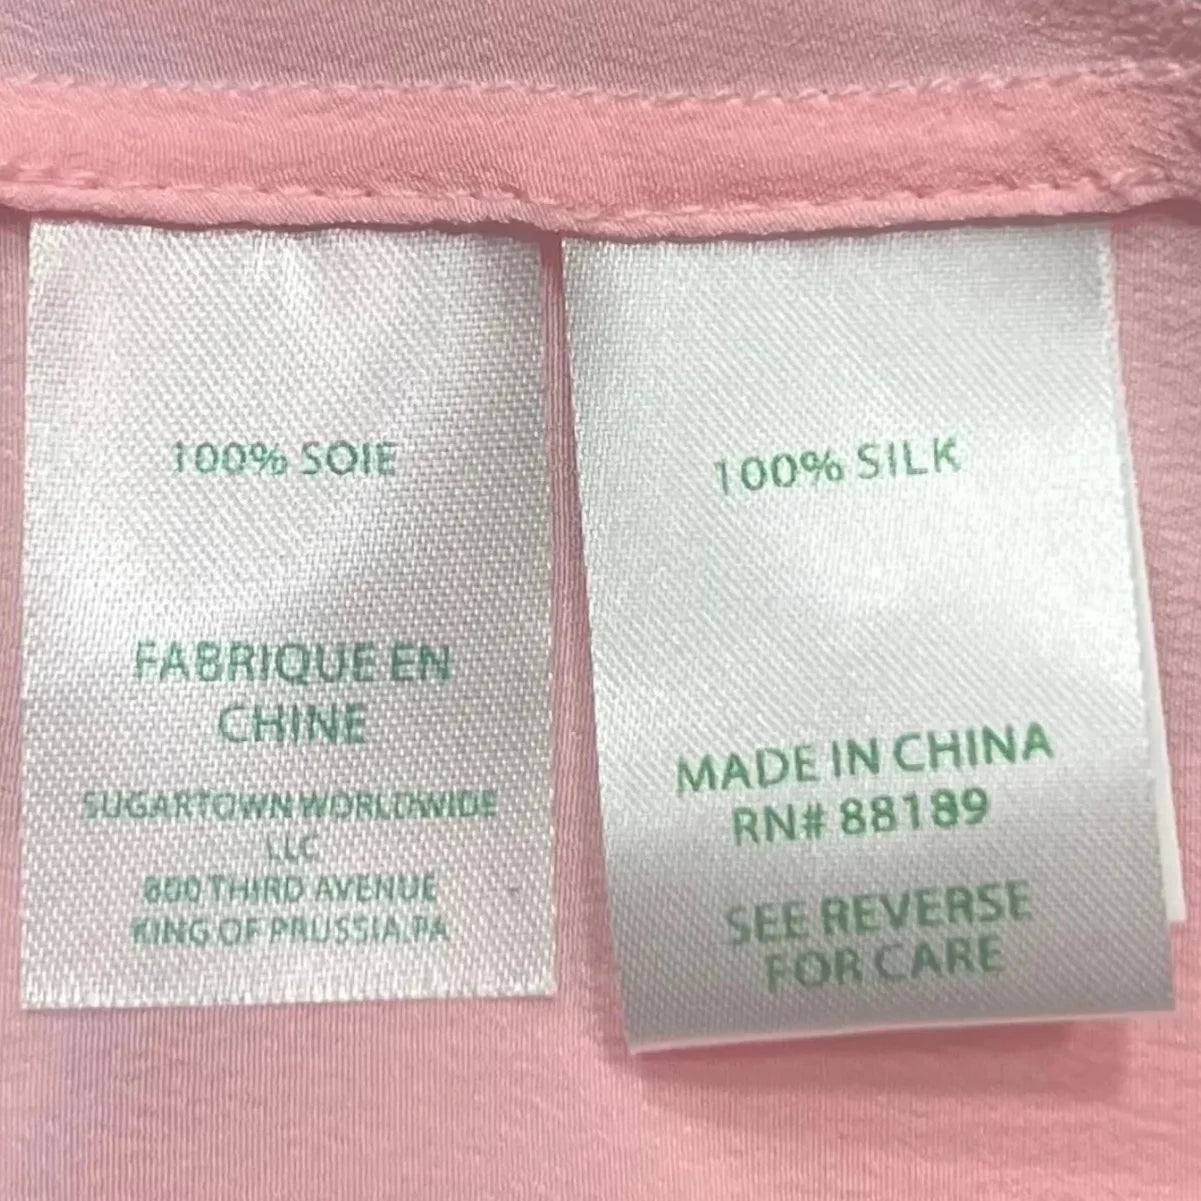 100% SOIE
FABRIQUE EN
CHINE
SUGARTOWN WORLDWIDE
LLC
800 THIRD AVENUE
KING OF PRUSSIA, PA
100% SILK
MADE IN CHINA
RN# 88189
SEE REVERSE
FOR CARE